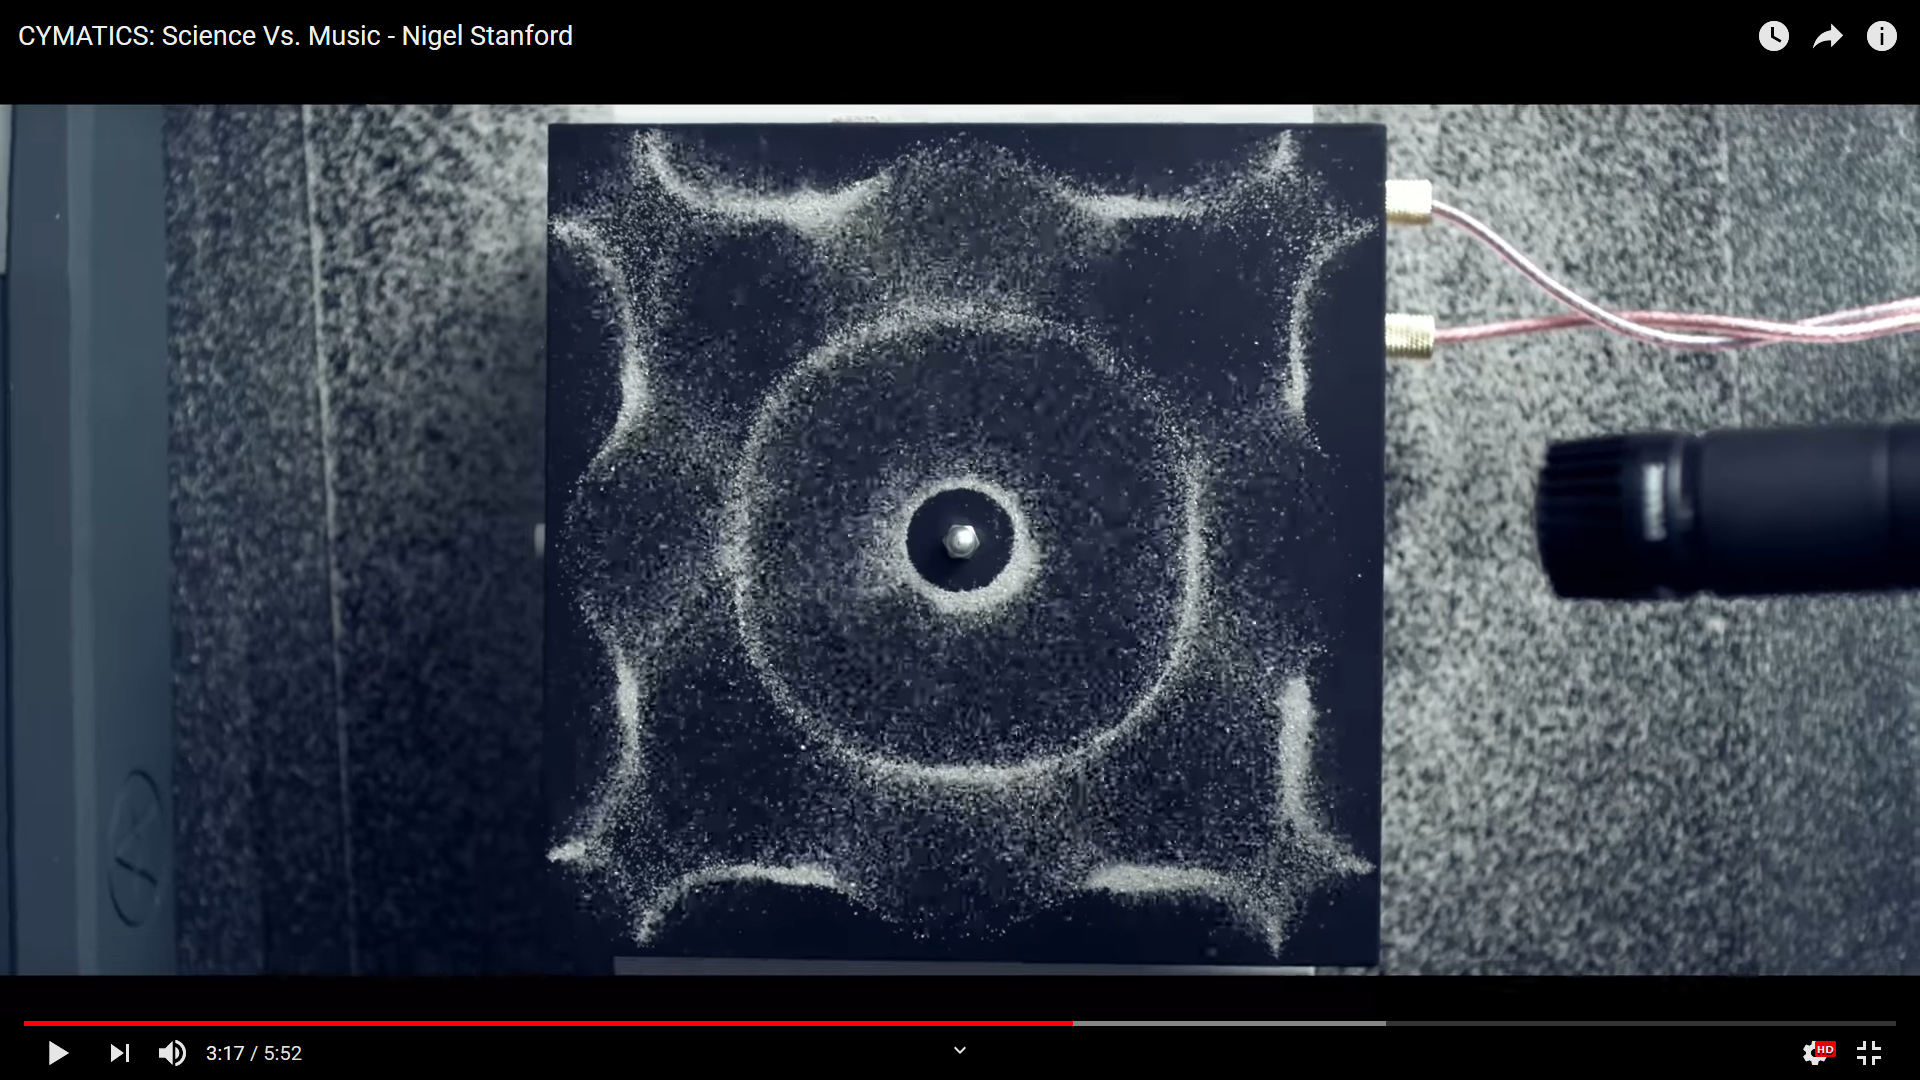 CYMATICS: Science Vs. Music - Nigel Stanford
3:17 / 5:52
HD